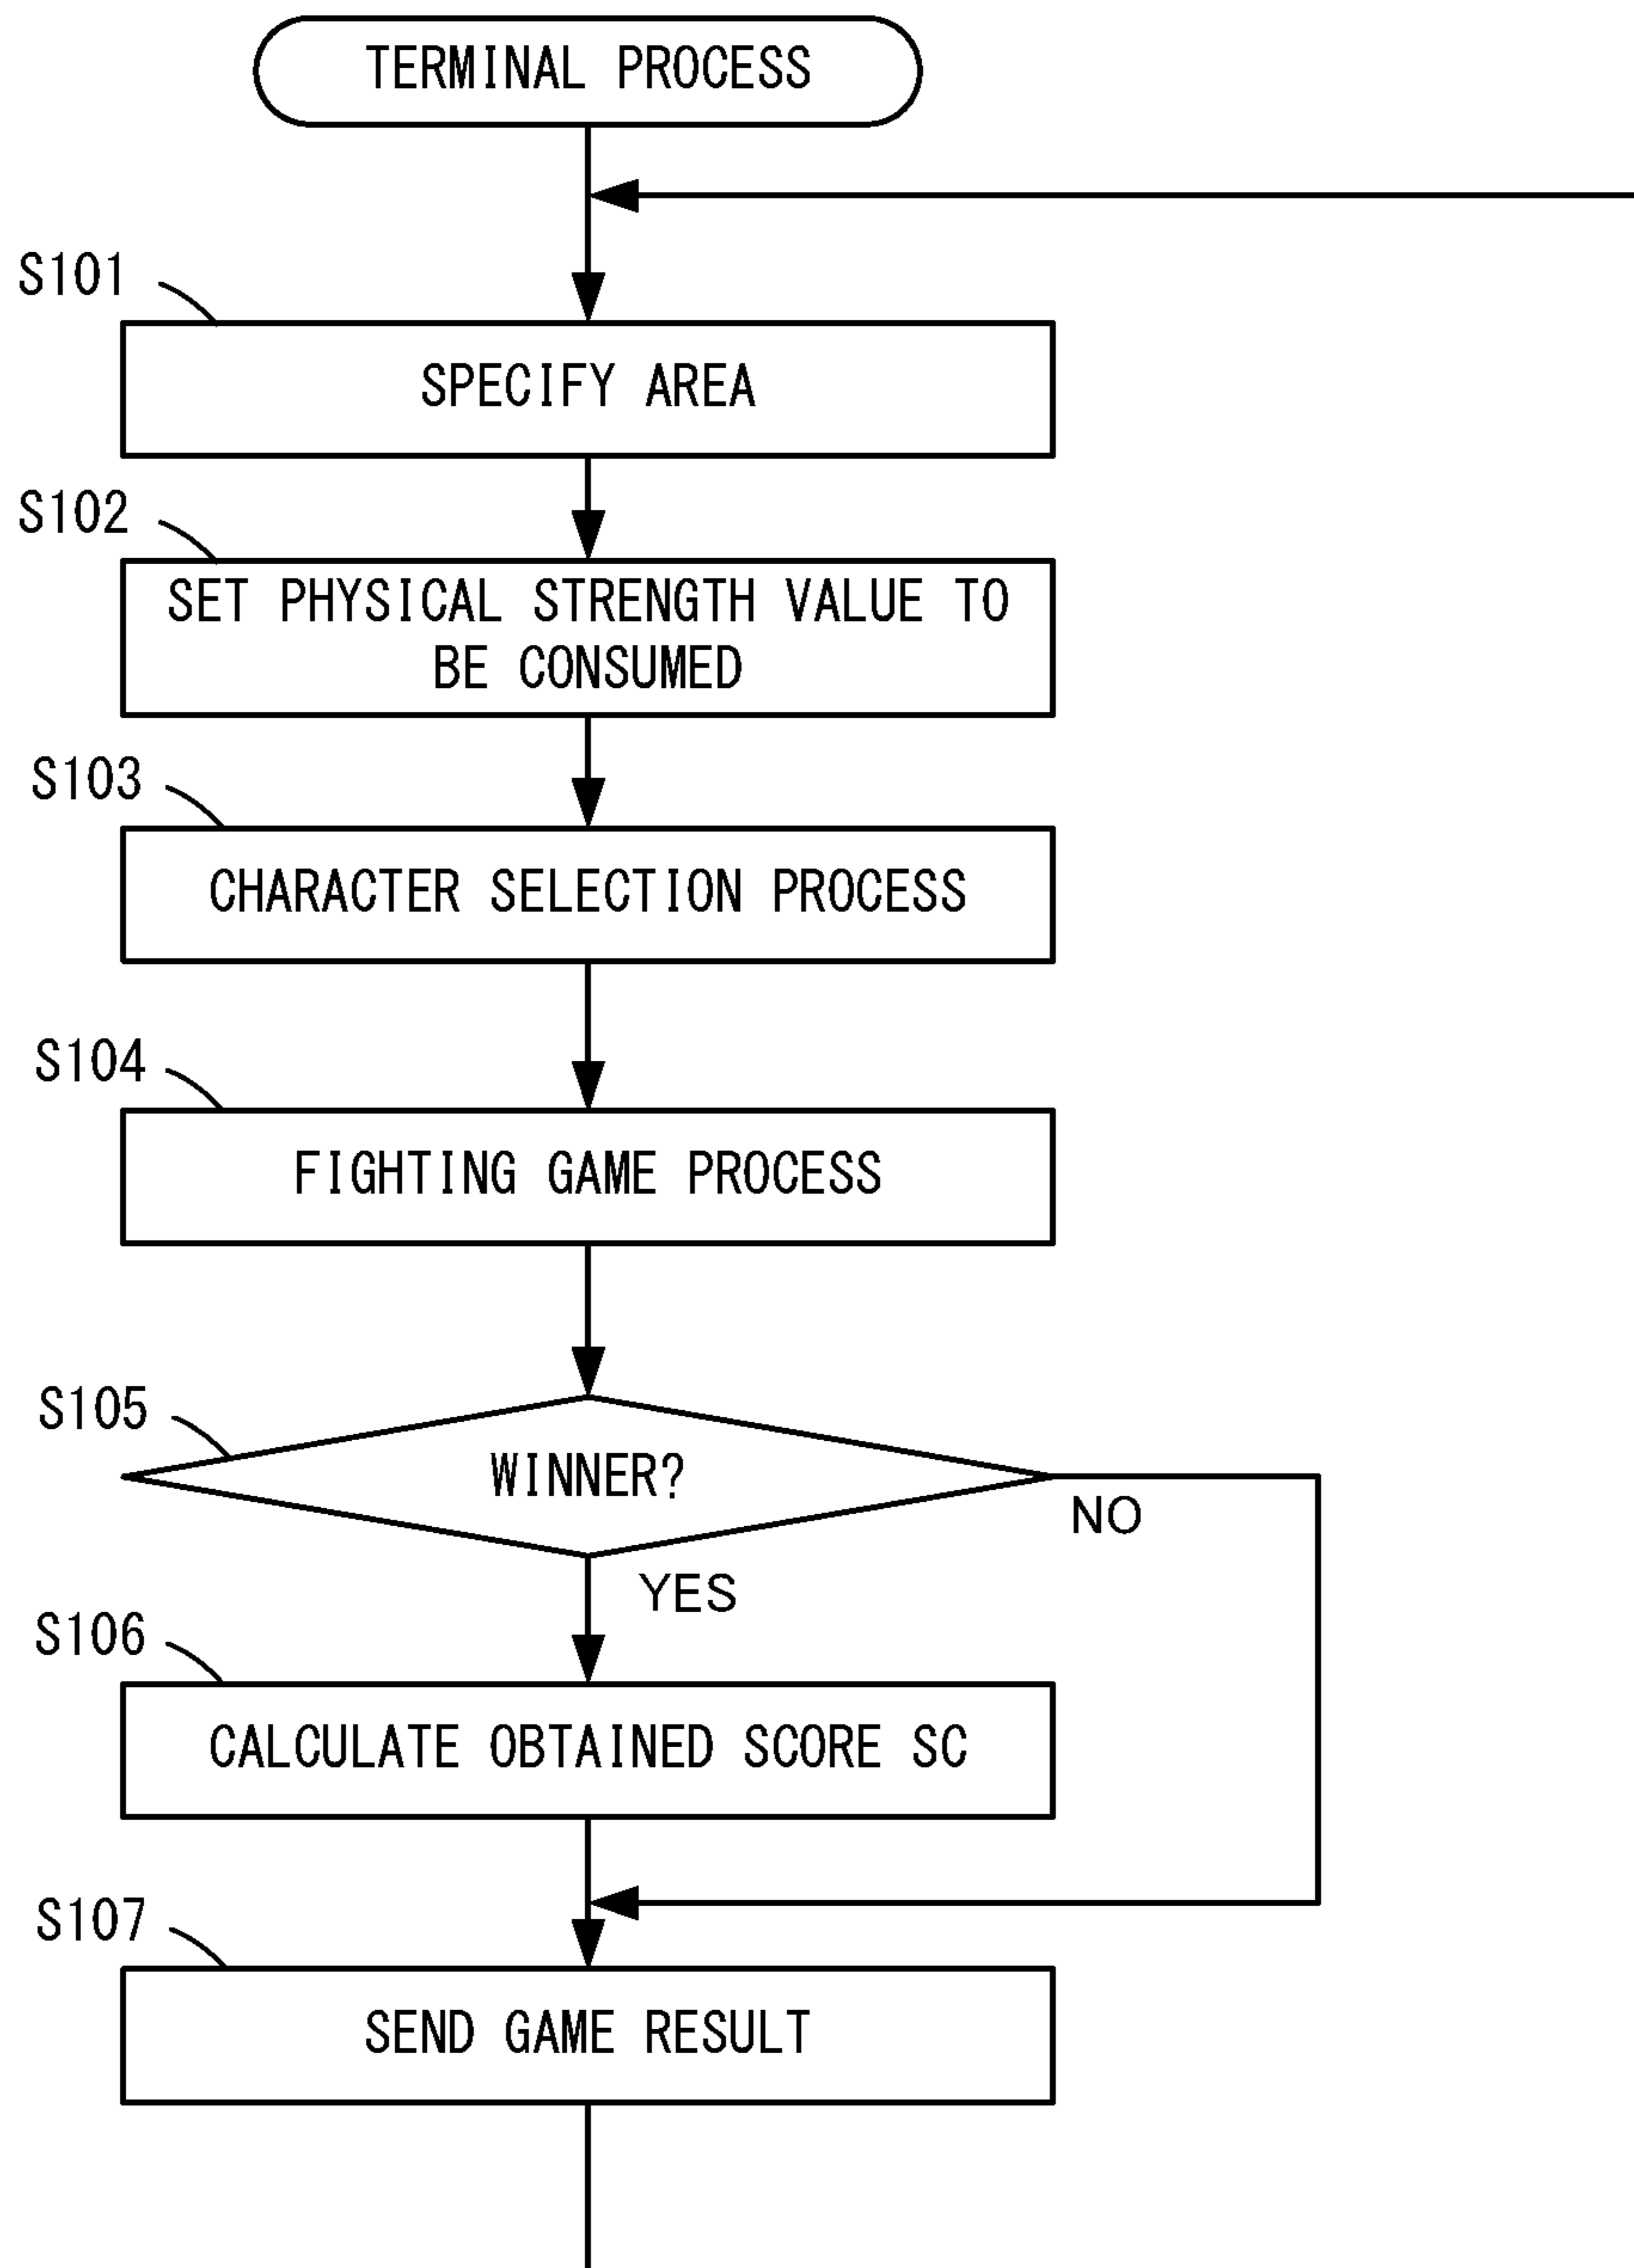 TERMINAL PROCESS
S101
SPECIFY AREA
S102
SET PHYSICAL STRENGTH VALUE TO
BE CONSUMED
S103
CHARACTER SELECTION PROCESS
S104
FIGHTING GAME PROCESS
S105
WINNER?
NO
YES
S106
CALCULATE OBTAINED SCORE SC
S107
SEND GAME RESULT